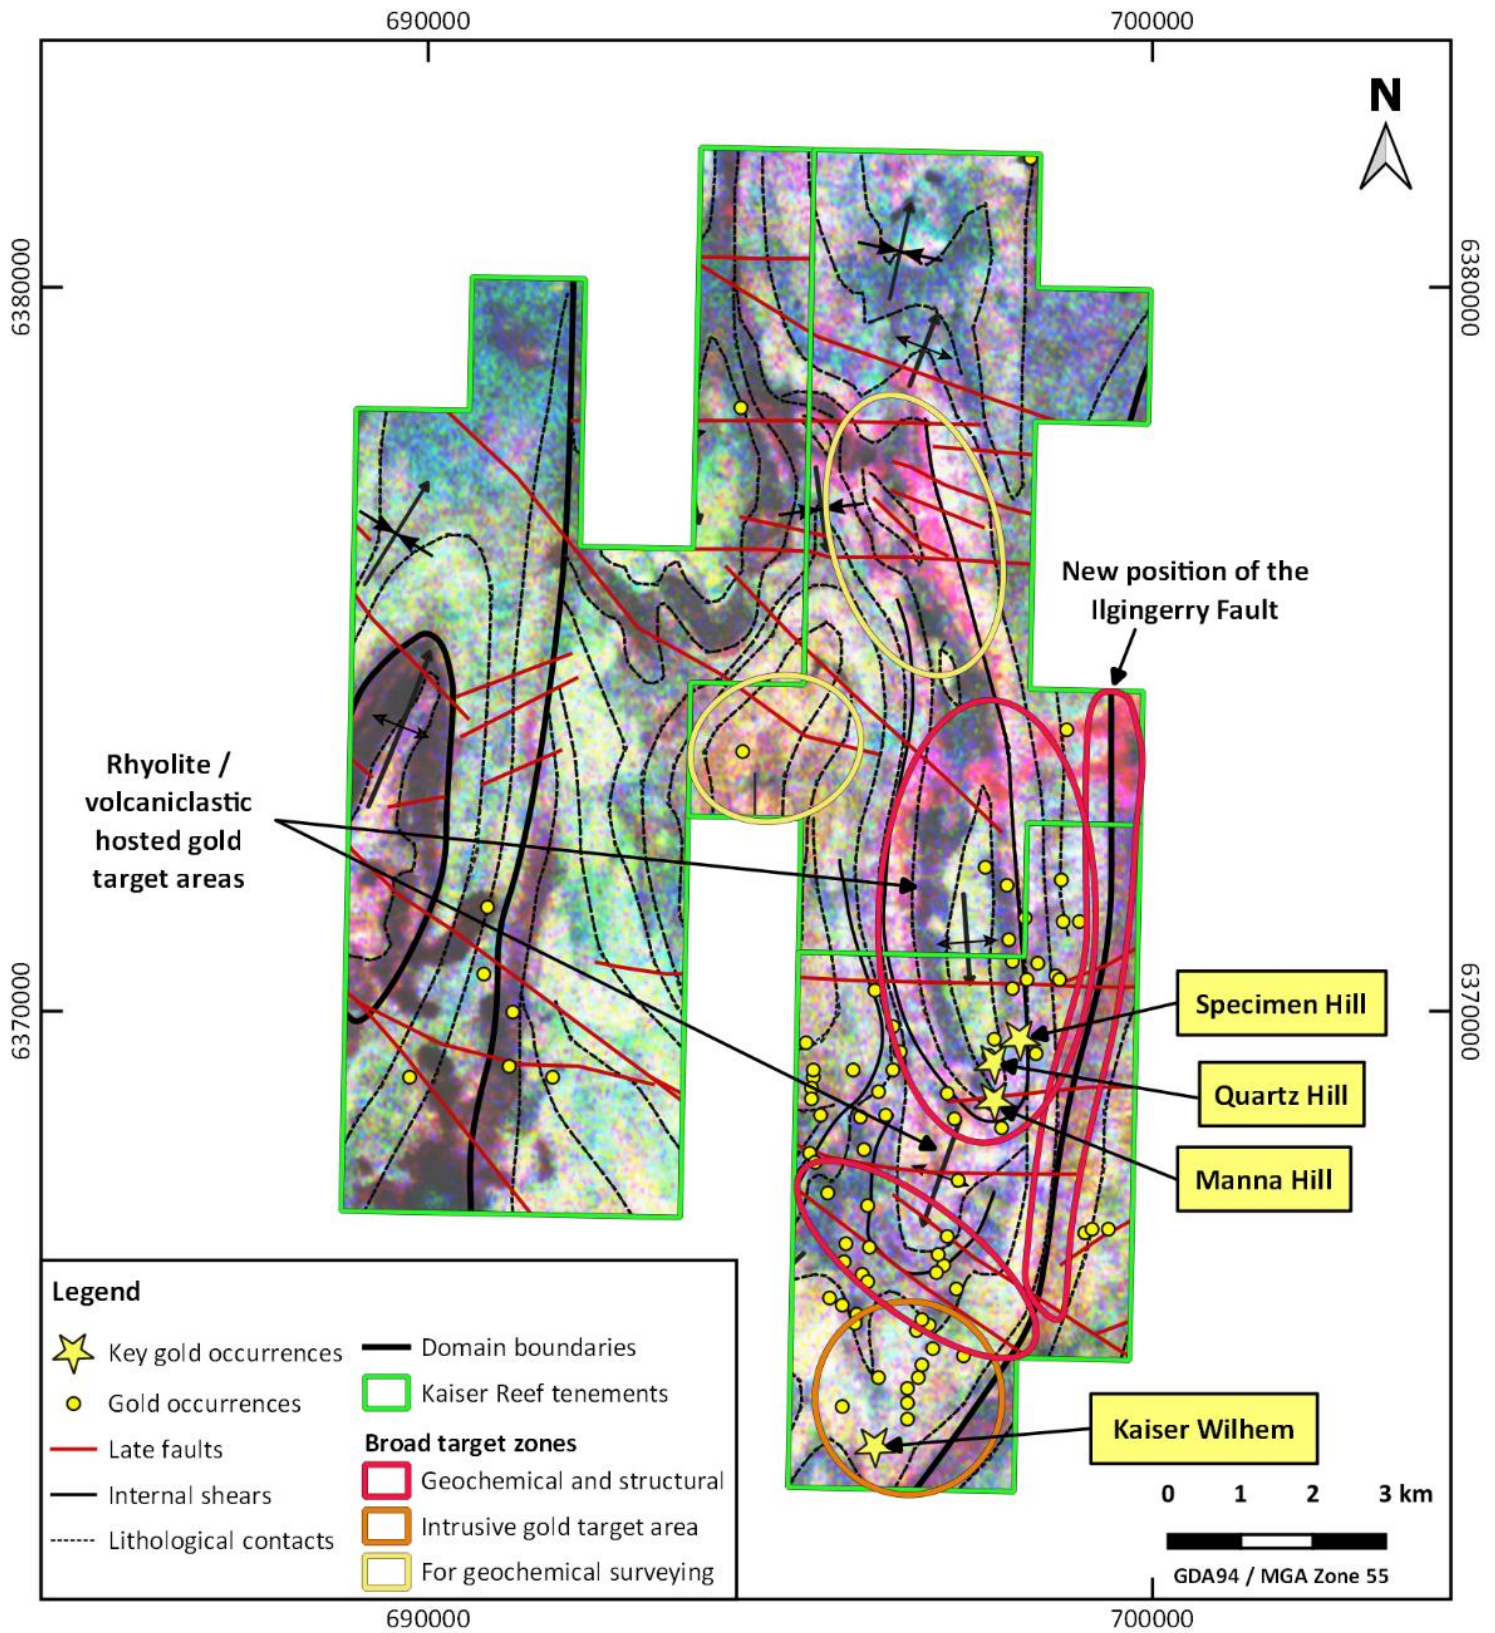 690000
700000
N
6380000
6380000
New position of the
Ilgingerry Fault
Rhyolite /
volcaniclastic
hosted gold
target areas
6370000
6370000
Specimen Hill
Quartz Hill
Manna Hill
Kaiser Wilhem
Legend
Key gold occurrences
Gold occurrences
Late faults
Internal shears
Lithological contacts
Domain boundaries
Kaiser Reef tenements
Broad target zones
Geochemical and structural
Intrusive gold target area
For geochemical surveying
0 1 2 3 km
GDA94 / MGA Zone 55
690000
700000